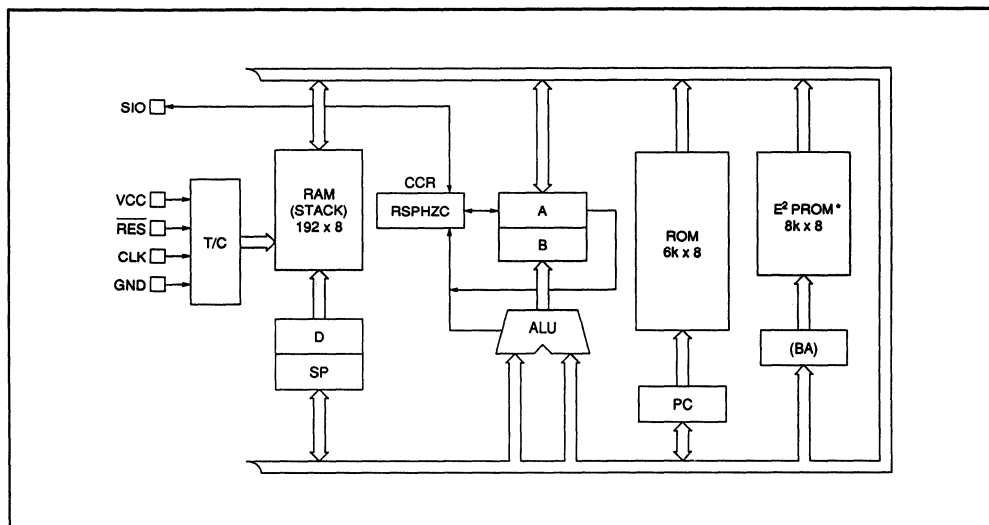 SIO
VCC
RES
CLK
GND
T/C
RAM
(STACK)
192 x 8
D
SP
CCR
RSPHZC
A
B
ALU
ROM
6k x 8
PC
E² PROM*
8k x 8
(BA)